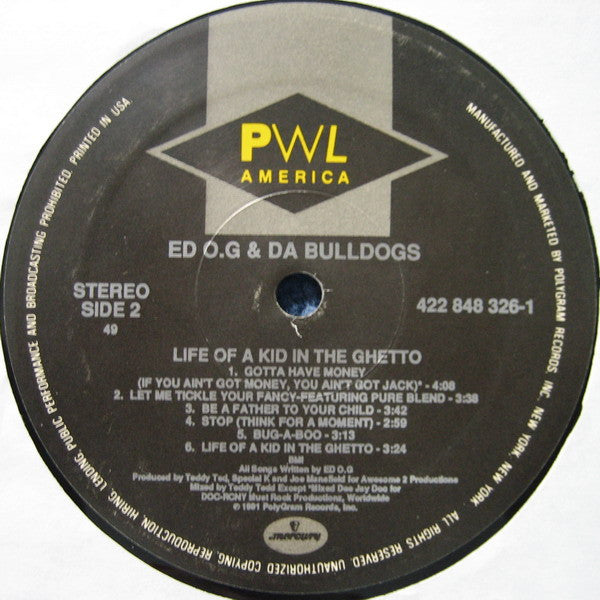 PWL
AMERICA
ED O.G & DA BULLDOGS
STEREO
SIDE 2
49
422 848 326-1
LIFE OF A KID IN THE GHETTO
1. GOTTA HAVE MONEY
(IF YOU AIN'T GOT MONEY, YOU AIN'T GOT JACK)* - 4:08
2. LET ME TICKLE YOUR FANCY-FEATURING PURE BLEND - 3:38
3. BE A FATHER TO YOUR CHILD - 3:42
4. STOP (THINK FOR A MOMENT) - 2:59
5. BUG-A-BOO - 3:13
6. LIFE OF A KID IN THE GHETTO - 3:24
BMI
All Songs Written by ED O.G
Produced by Teddy Ted, Special K and Joe Mansfield for Awesome 2 Productions
Mixed by Teddy Tedd Except *Mixed Dee Jay Doc for
DOC-RCNY Must Rock Productions, Worldwide
℗ 1991 PolyGram Records, Inc.
mercury
MANUFACTURED AND MARKETED BY POLYGRAM RECORDS, INC. NEW YORK, NEW YORK. ALL RIGHTS RESERVED. UNAUTHORIZED COPYING, REPRODUCTION, HIRING, LENDING, PUBLIC PERFORMANCE AND BROADCASTING PROHIBITED. PRINTED IN USA.